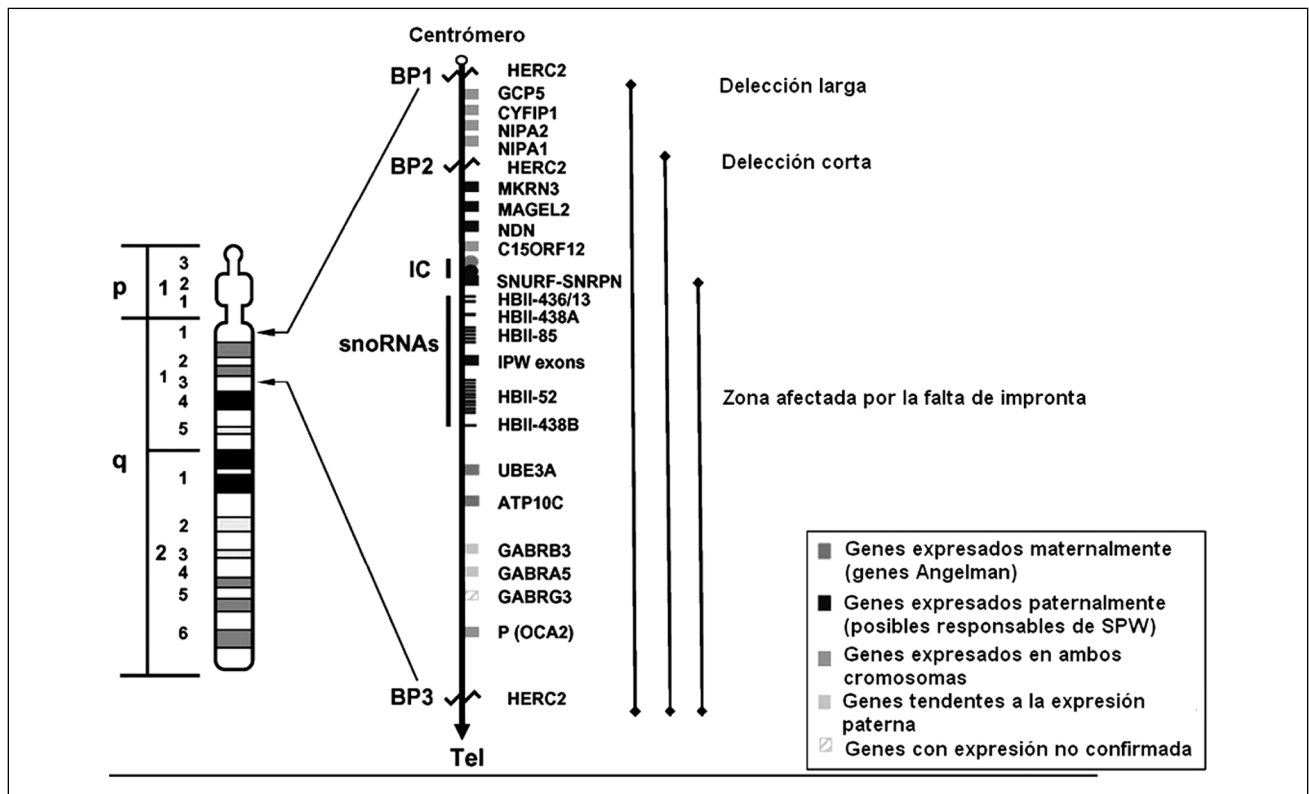 Centrómero
BP1
HERC2
GCP5
CYFIP1
NIPA2
NIPA1
BP2
HERC2
MKRN3
MAGEL2
NDN
C15ORF12
IC
SNURF-SNRPN
HBII-436/13
HBII-438A
HBII-85
snoRNAs
IPW exons
HBII-52
HBII-438B
UBE3A
ATP10C
GABRB3
GABRA5
GABRG3
P (OCA2)
BP3
HERC2
Tel
p
1
3
2
1
q
1
1
2
3
4
5
2
1
2
3
4
5
6
Delección larga
Delección corta
Zona afectada por la falta de impronta
Genes expresados maternalmente
(genes Angelman)
Genes expresados paternalmente
(posibles responsables de SPW)
Genes expresados en ambos
cromosomas
Genes tendentes a la expresión
paterna
Genes con expresión no confirmada